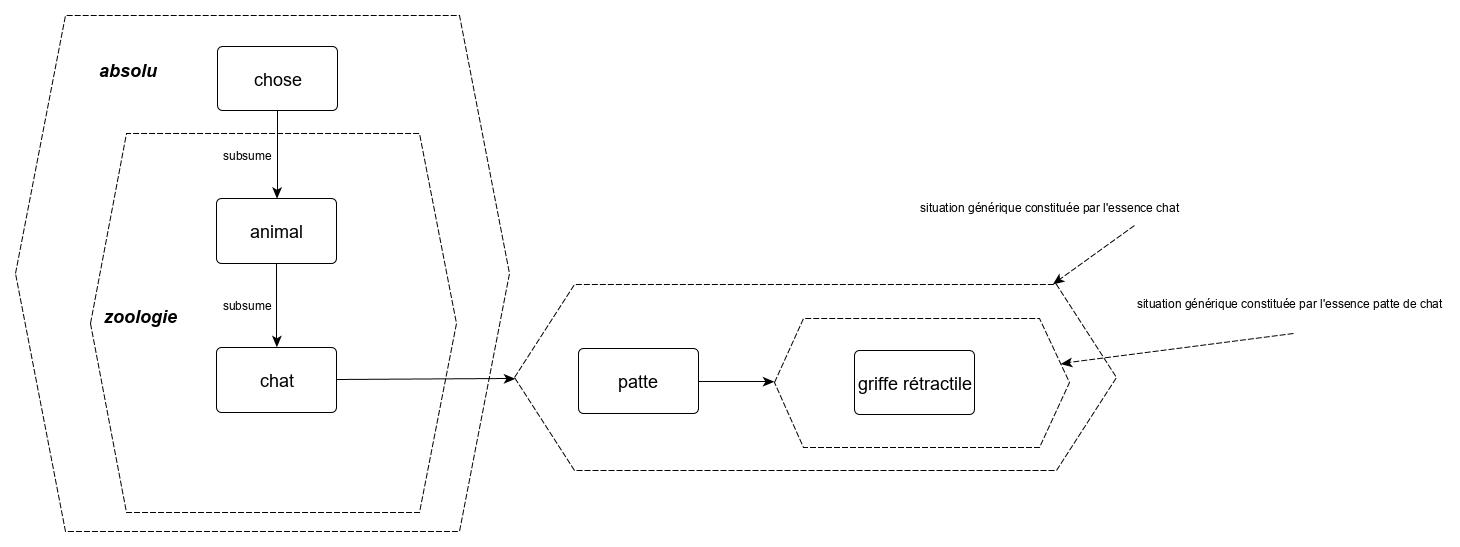 absolu
chose
subsume
animal
subsume
zoologie
chat
situation générique constituée par l'essence chat
situation générique constituée par l'essence patte de chat
patte
griffe rétractile